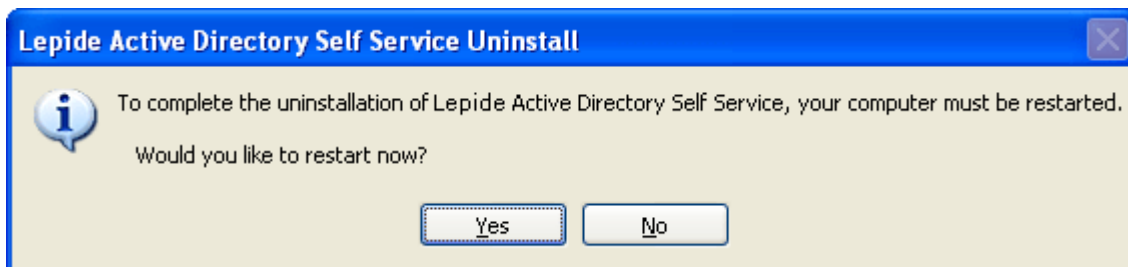 Lepide Active Directory Self Service Uninstall
To complete the uninstallation of Lepide Active Directory Self Service, your computer must be restarted.
Would you like to restart now?
Yes No